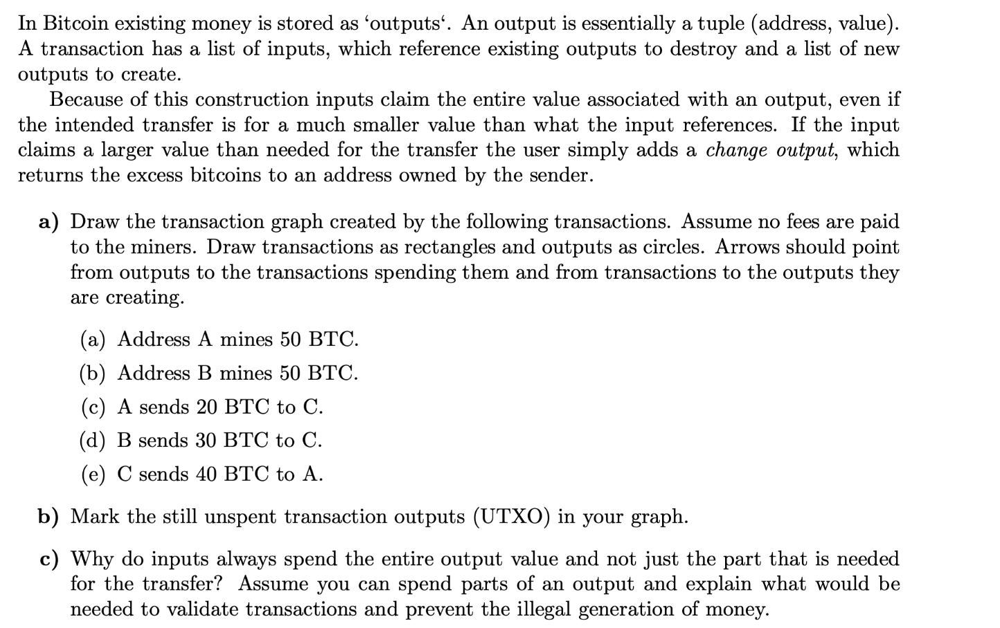 In Bitcoin existing money is stored as ‘outputs‘. An output is essentially a tuple (address, value).
A transaction has a list of inputs, which reference existing outputs to destroy and a list of new
outputs to create.
Because of this construction inputs claim the entire value associated with an output, even if
the intended transfer is for a much smaller value than what the input references. If the input
claims a larger value than needed for the transfer the user simply adds a change output, which
returns the excess bitcoins to an address owned by the sender.
a) Draw the transaction graph created by the following transactions. Assume no fees are paid
to the miners. Draw transactions as rectangles and outputs as circles. Arrows should point
from outputs to the transactions spending them and from transactions to the outputs they
are creating.
(a) Address A mines 50 BTC.
(b) Address B mines 50 BTC.
(c) A sends 20 BTC to C.
(d) B sends 30 BTC to C.
(e) C sends 40 BTC to A.
b) Mark the still unspent transaction outputs (UTXO) in your graph.
c) Why do inputs always spend the entire output value and not just the part that is needed
for the transfer? Assume you can spend parts of an output and explain what would be
needed to validate transactions and prevent the illegal generation of money.